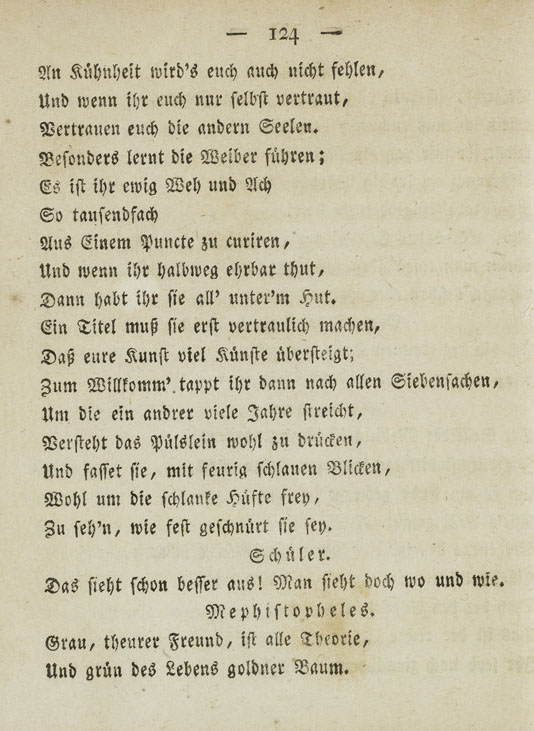 — 124 —
An Kühnheit wird's euch auch nicht fehlen,
Und wenn ihr euch nur selbst vertraut,
Vertrauen euch die andern Seelen.
Besonders lernt die Weiber führen;
Es ist ihr ewig Weh und Ach
So tausendfach
Aus Einem Puncte zu curiren,
Und wenn ihr halbweg ehrbar thut,
Dann habt ihr sie all' unter'm Hut.
Ein Titel muß sie erst vertraulich machen,
Daß eure Kunst viel Künste übersteigt;
Zum Willkomm' tappt ihr dann nach allen Siebensachen,
Um die ein andrer viele Jahre streicht,
Versteht das Pülslein wohl zu drücken,
Und fasset sie, mit feurig schlauen Blicken,
Wohl um die schlanke Hüfte frey,
Zu seh'n, wie fest geschnürt sie sey.
Schüler.
Das sieht schon besser aus! Man sieht doch wo und wie.
Mephistopheles.
Grau, theurer Freund, ist alle Theorie,
Und grün des Lebens goldner Baum.